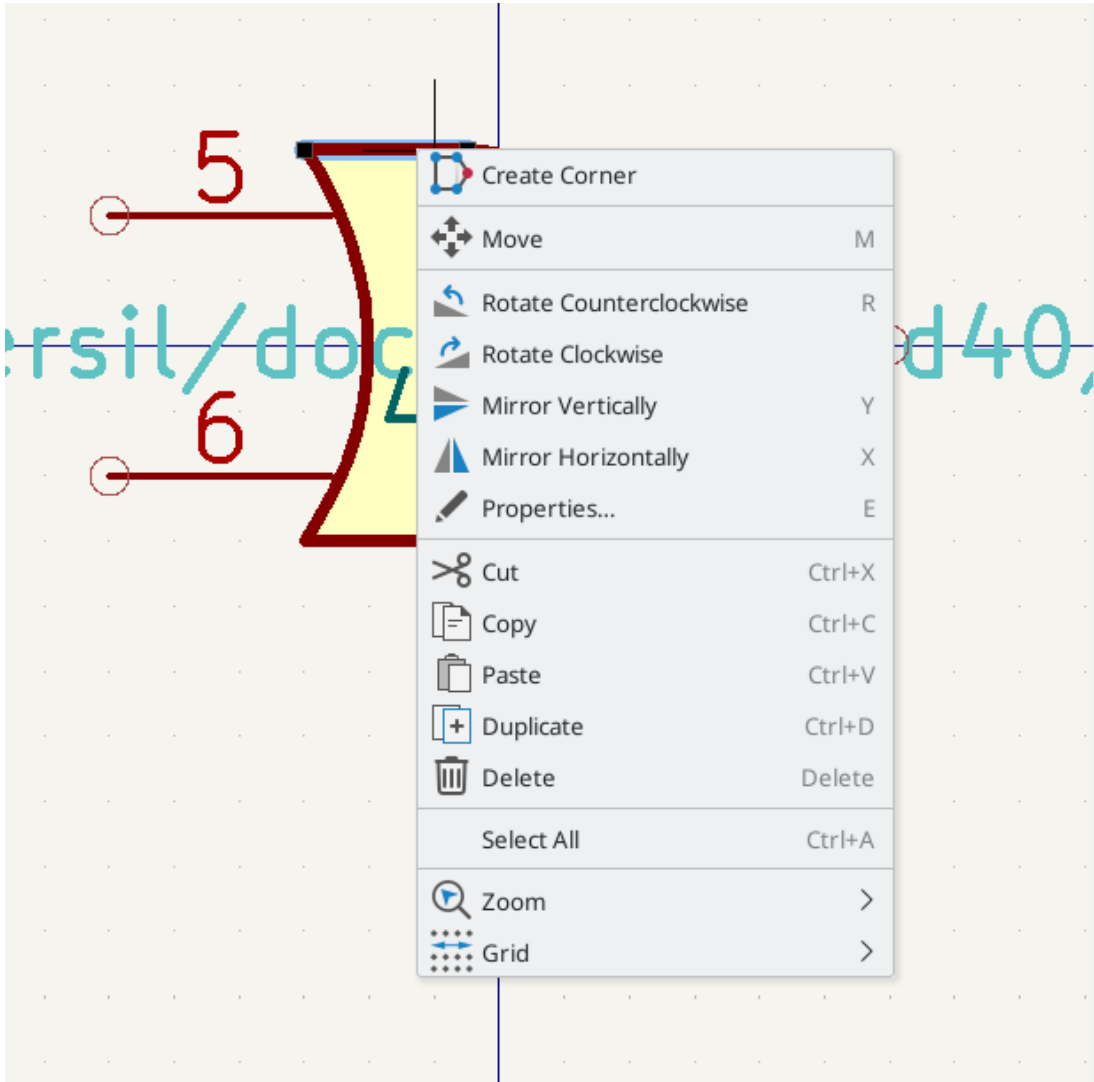 5
Create Corner
Move M
Rotate Counterclockwise R
ersil/doc d40,
Rotate Clockwise
Mirror Vertically Y
6
Mirror Horizontally X
Properties... E
Cut Ctrl+X
Copy Ctrl+C
Paste Ctrl+V
Duplicate Ctrl+D
Delete Delete
Select All Ctrl+A
Zoom
Grid